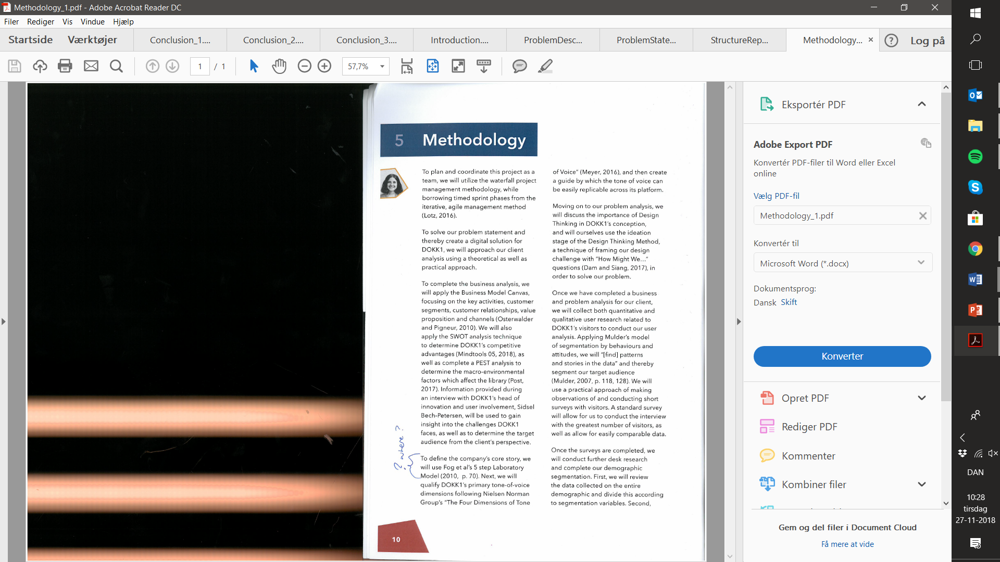 Methodology_1.pdf - Adobe Acrobat Reader DC
Filer Rediger Vis Vindue Hjælp
Startside Værktøjer Conclusion_1.... Conclusion_2.... Conclusion_3.... Introduction.... ProblemDesc... ProblemState... StructureRep... Methodology... Log på
1 / 1 57,7%
5 Methodology
To plan and coordinate this project as a
team, we will utilize the waterfall project
management methodology, while
borrowing timed sprint phases from the
iterative, agile management method
(Lotz, 2016).
To solve our problem statement and
thereby create a digital solution for
DOKK1, we will approach our client
analysis using a theoretical as well as
practical approach.
To complete the business analysis, we
will apply the Business Model Canvas,
focusing on the key activities, customer
segments, customer relationships, value
proposition and channels (Osterwalder
and Pigneur, 2010). We will also
apply the SWOT analysis technique
to determine DOKK1's competitive
advantages (Mindtools 05, 2018), as
well as complete a PEST analysis to
determine the macro-environmental
factors which affect the library (Post,
2017). Information provided during
an interview with DOKK1's head of
innovation and user involvement, Sidsel
Bech-Petersen, will be used to gain
insight into the challenges DOKK1
faces, as well as to determine the target
audience from the client's perspective.
? where ?
To define the company's core story, we
will use Fog et al's 5 step Laboratory
Model (2010, p. 70). Next, we will
qualify DOKK1's primary tone-of-voice
dimensions following Nielsen Norman
Group's "The Four Dimensions of Tone
10
of Voice" (Meyer, 2016), and then create
a guide by which the tone of voice can
be easily replicable across its platform.
Moving on to our problem analysis, we
will discuss the importance of Design
Thinking in DOKK1's conception,
and will ourselves use the ideation
stage of the Design Thinking Method,
a technique of framing our design
challenge with "How Might We..."
questions (Dam and Siang, 2017), in
order to solve our problem.
Once we have completed a business
and problem analysis for our client,
we will collect both quantitative and
qualitative user research related to
DOKK1's visitors to conduct our user
analysis. Applying Mulder's model
of segmentation by behaviours and
attitudes, we will "[find] patterns
and stories in the data" and thereby
segment our target audience
(Mulder, 2007, p. 118, 128). We will
use a practical approach of making
observations of and conducting short
surveys with visitors. A standard survey
will allow for us to conduct the interview
with the greatest number of visitors, as
well as allow for easily comparable data.
Once the surveys are completed, we
will conduct further desk research
and complete our demographic
segmentation. First, we will review
the data collected on the entire
demographic and divide this according
to segmentation variables. Second,
Eksportér PDF
Adobe Export PDF
Konvertér PDF-filer til Word eller Excel
online
Vælg PDF-fil
Methodology_1.pdf
Konvertér til
Microsoft Word (*.docx)
Dokumentsprog:
Dansk Skift
Konverter
Opret PDF
Rediger PDF
Kommenter
Kombiner filer
Gem og del filer i Document Cloud
Få mere at vide
DAN
10:28
tirsdag
27-11-2018